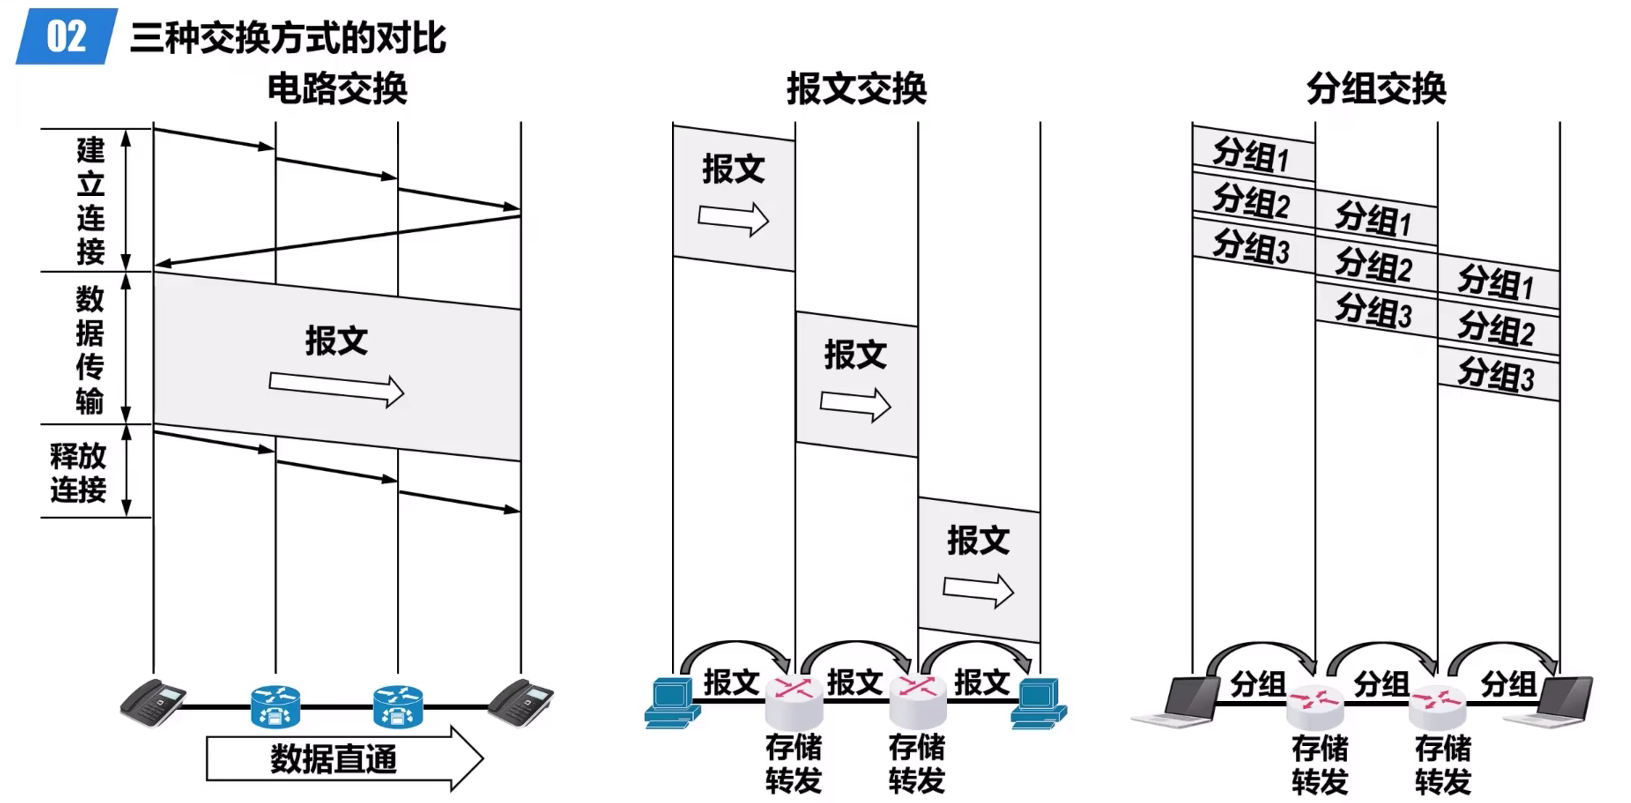 02 三种交换方式的对比
电路交换
建立连接
数据传输
释放
连接
报文
数据直通
报文交换
报文
报文
报文
报文
报文
报文
存储
转发
存储
转发
分组交换
分组1
分组2
分组3
分组1
分组2
分组3
分组1
分组2
分组3
分组
分组
分组
存储
转发
存储
转发